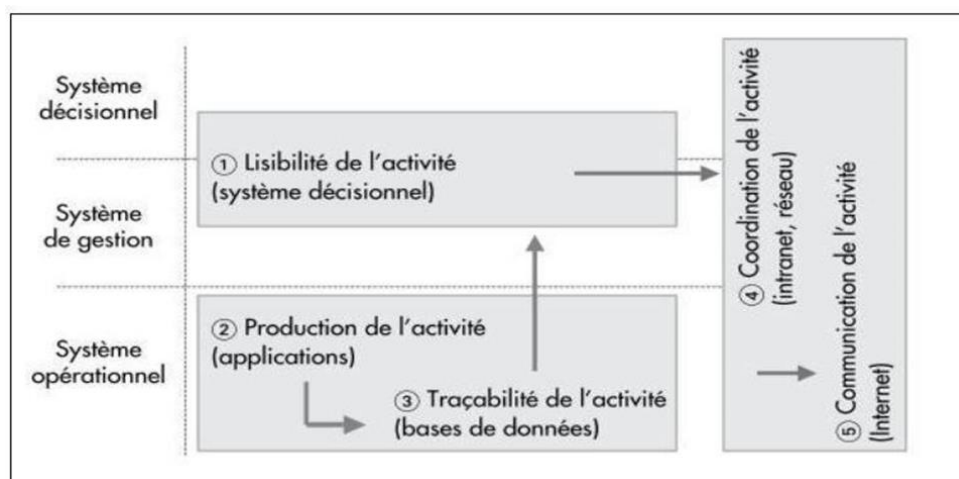 Système
décisionnel
① Lisibilité de l'activité
(système décisionnel)
Système
de gestion
② Production de l'activité
(applications)
Système
opérationnel
③ Traçabilité de l'activité
(bases de données)
④ Coordination de l'activité
(intranet, réseau)
⑤ Communication de l'activité
(Internet)